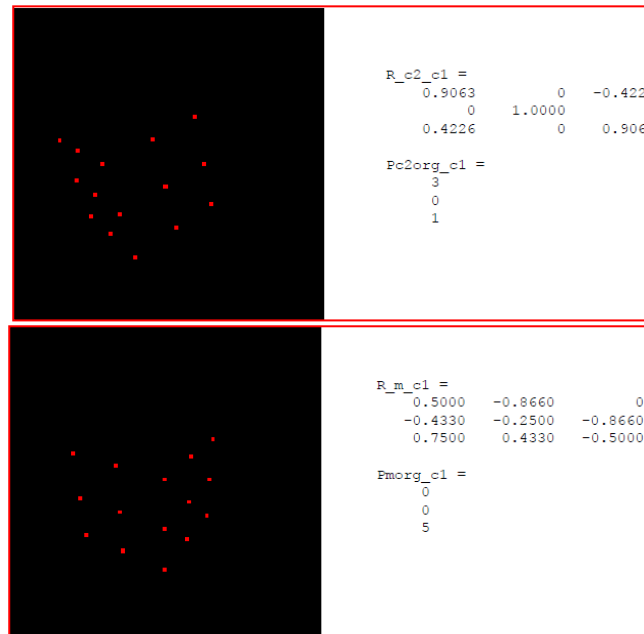 R_c2_c1 =
0.9063 0 -0.422
0 1.0000
0.4226 0 0.906
Pc2org_c1 =
3
0
1
R_m_c1 =
0.5000 -0.8660 0
-0.4330 -0.2500 -0.8660
0.7500 0.4330 -0.5000
Pmorg_c1 =
0
0
5